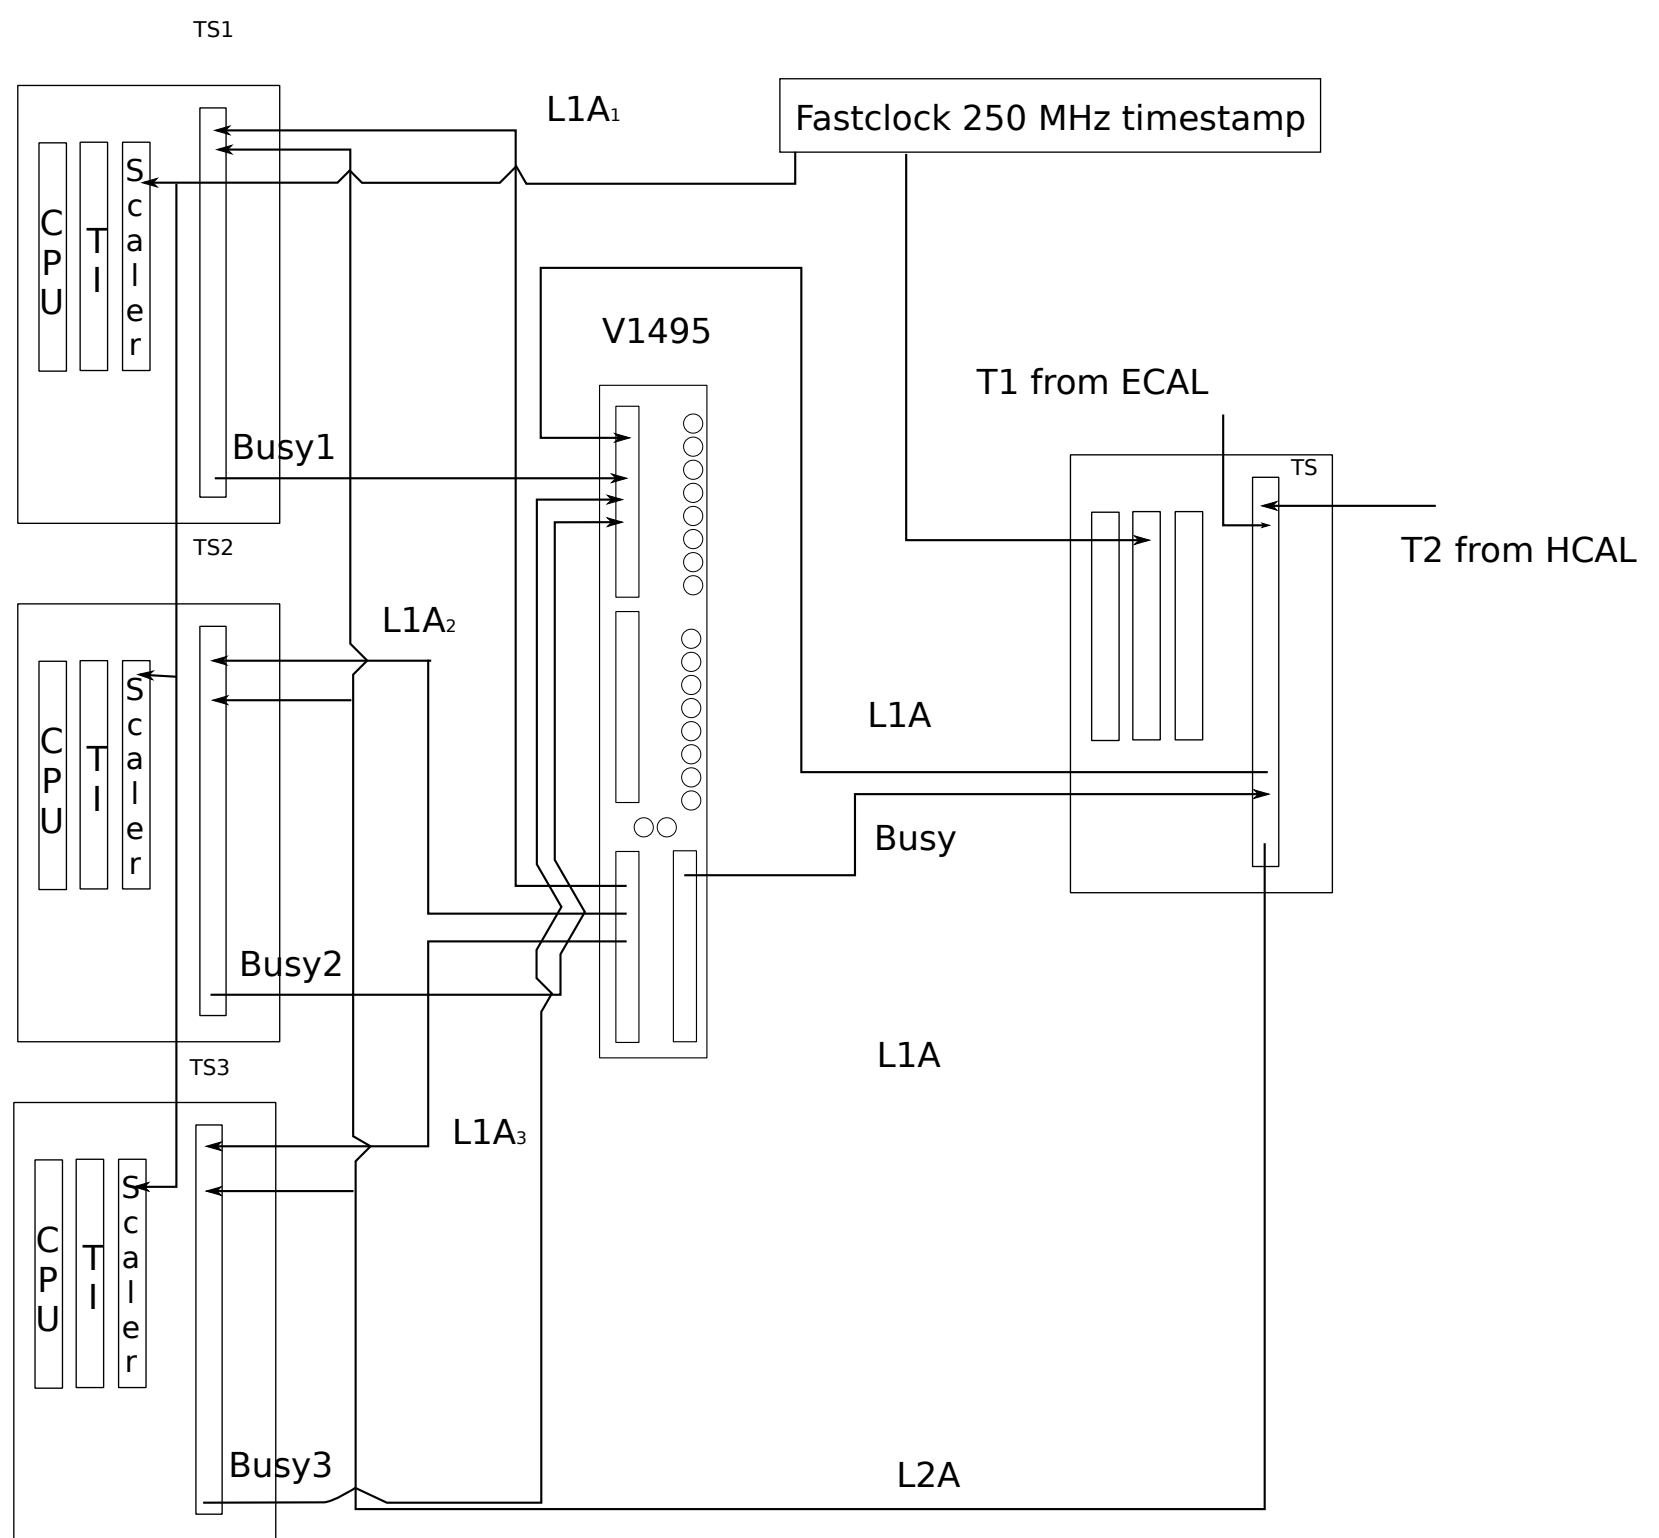 TS1
L1A1
Fastclock 250 MHz timestamp
CPU
TI
Scaler
V1495
T1 from ECAL
Busy1
TS
T2 from HCAL
TS2
L1A2
CPU
TI
Scaler
L1A
Busy
Busy2
L1A
TS3
L1A3
CPU
TI
Scaler
Busy3
L2A